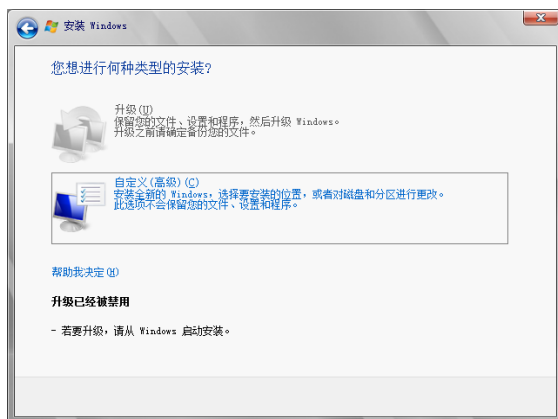 安装 Windows
您想进行何种类型的安装?
升级(U)
保留您的文件、设置和程序，然后升级 Windows。
升级之前请确定备份您的文件。
自定义(高级)(C)
安装全新的 Windows，选择要安装的位置，或者对磁盘和分区进行更改。
此选项不会保留您的文件、设置和程序。
帮助我决定(H)
升级已经被禁用
- 若要升级，请从 Windows 启动安装。